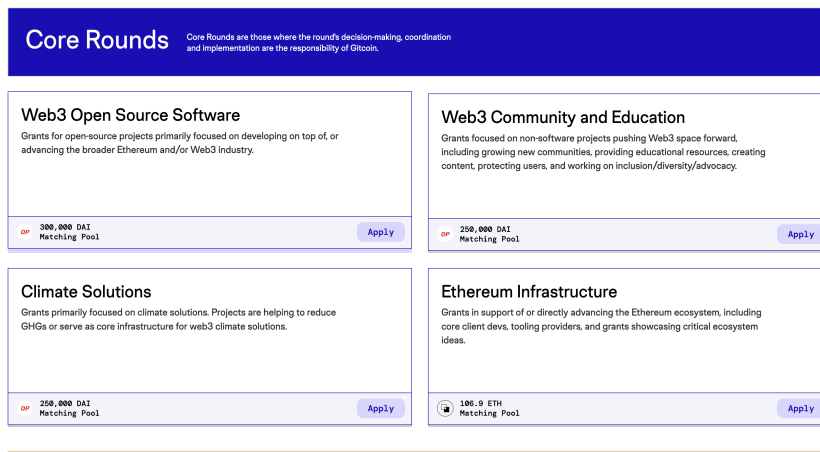 Core Rounds
Core Rounds are those where the round's decision-making, coordination
and implementation are the responsibility of Gitcoin.
Web3 Open Source Software
Grants for open-source projects primarily focused on developing on top of, or
advancing the broader Ethereum and/or Web3 industry.
OP
300,000 DAI
Matching Pool
Apply
Web3 Community and Education
Grants focused on non-software projects pushing Web3 space forward,
including growing new communities, providing educational resources, creating
content, protecting users, and working on inclusion/diversity/advocacy.
OP
250,000 DAI
Matching Pool
Apply
Climate Solutions
Grants primarily focused on climate solutions. Projects are helping to reduce
GHGs or serve as core infrastructure for web3 climate solutions.
OP
250,000 DAI
Matching Pool
Apply
Ethereum Infrastructure
Grants in support of or directly advancing the Ethereum ecosystem, including
core client devs, tooling providers, and grants showcasing critical ecosystem
ideas.
106.9 ETH
Matching Pool
Apply